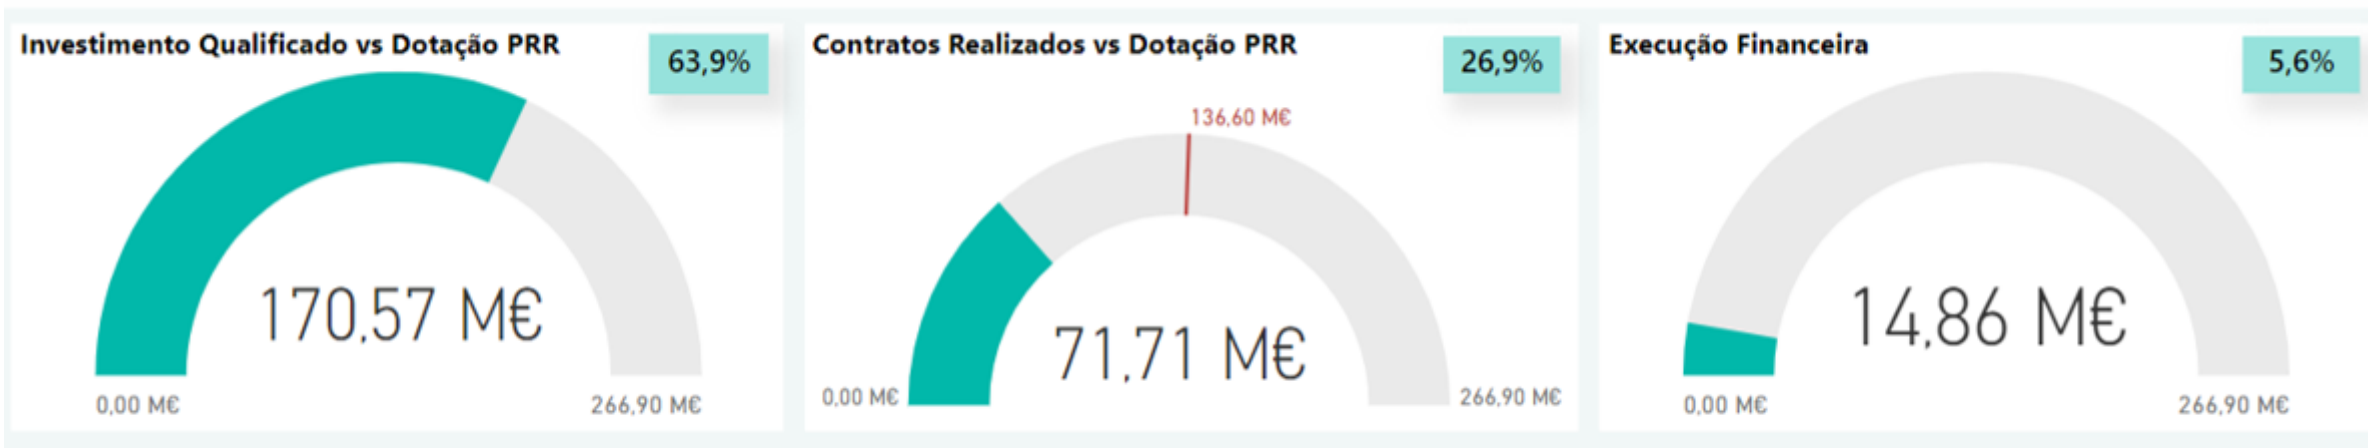 Investimento Qualificado vs Dotação PRR
63,9%
170,57 M€
0,00 M€
266,90 M€
Contratos Realizados vs Dotação PRR
26,9%
136,60 M€
71,71 M€
0,00 M€
266,90 M€
Execução Financeira
5,6%
14,86 M€
0,00 M€
266,90 M€